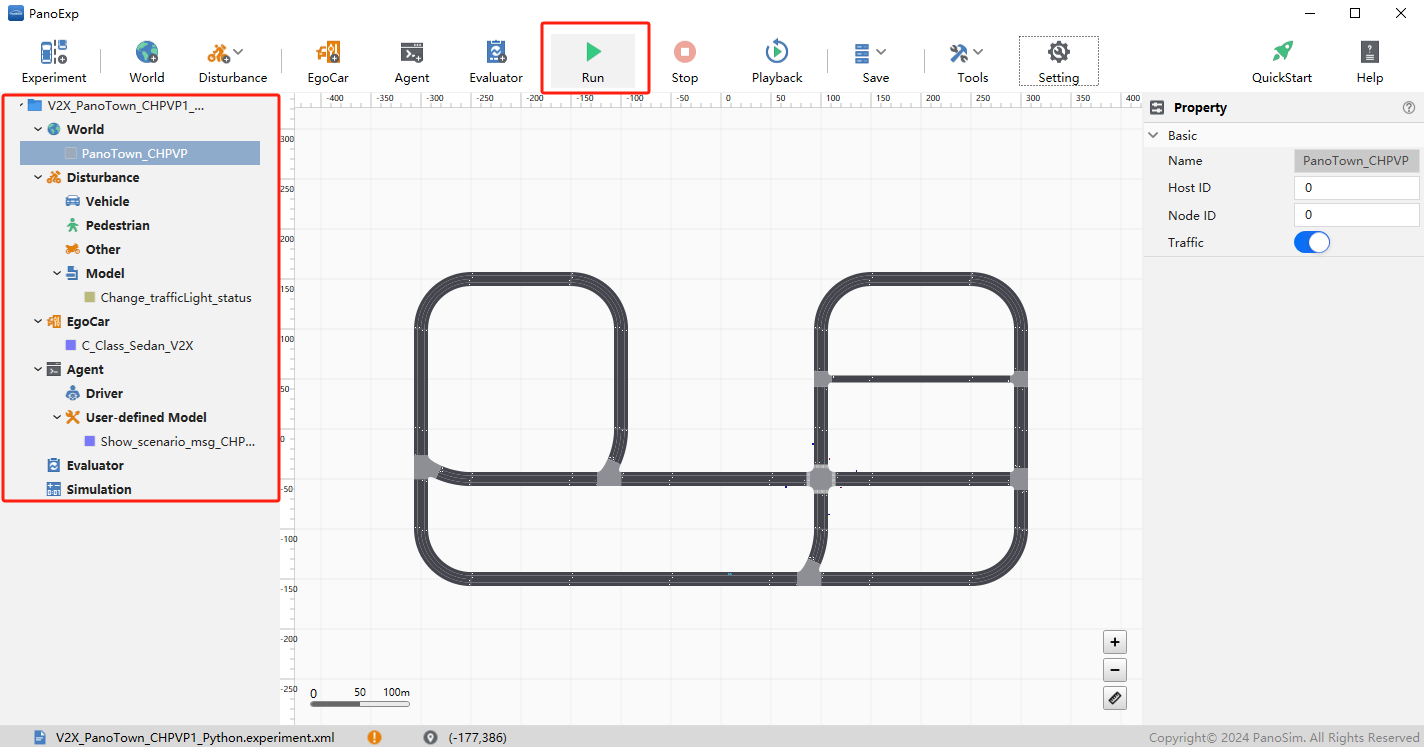 PanoExp
Experiment World Disturbance EgoCar Agent Evaluator Run Stop Playback Save Tools Setting QuickStart Help
V2X_PanoTown_CHPVP1_...
World
PanoTown_CHPVP
Disturbance
Vehicle
Pedestrian
Other
Model
Change_trafficLight_status
EgoCar
C_Class_Sedan_V2X
Agent
Driver
User-defined Model
Show_scenario_msg_CHP...
Evaluator
Simulation
-400 -350 -300 -250 -200 -150 -100 -50 0 50 100 150 200 250 300 350 400
300
250
200
150
100
50
0
-50
-100
-150
-200
-250
0 50 100m
+
−
Property
Basic
Name PanoTown_CHPVP
Host ID 0
Node ID 0
Traffic
V2X_PanoTown_CHPVP1_Python.experiment.xml (-177,386) Copyright© 2024 PanoSim. All Rights Reserved